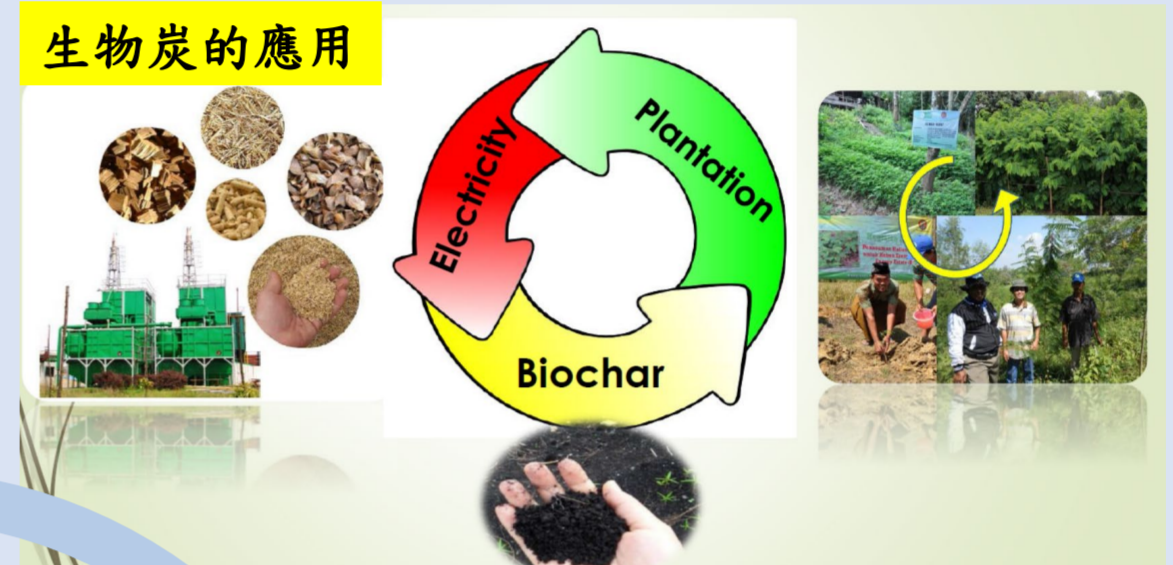 生物炭的應用
Electricity
Plantation
Biochar